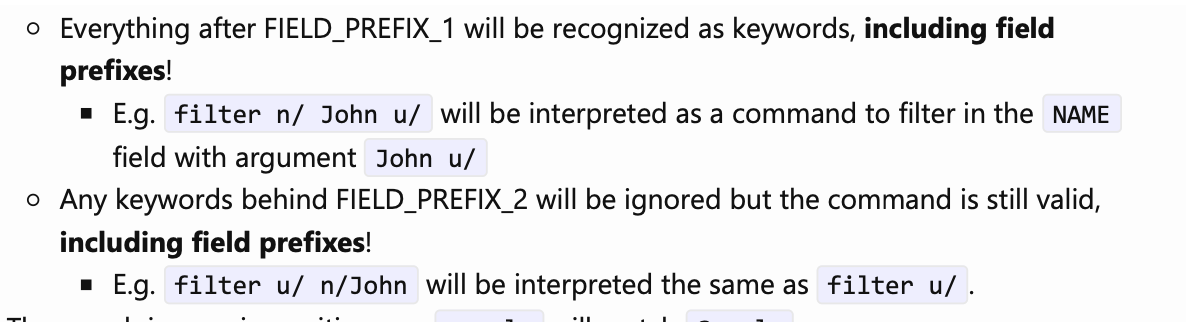 Everything after FIELD_PREFIX_1 will be recognized as keywords, including field
prefixes!
E.g. filter n/ John u/ will be interpreted as a command to filter in the NAME
field with argument John u/
Any keywords behind FIELD_PREFIX_2 will be ignored but the command is still valid,
including field prefixes!
E.g. filter u/ n/John will be interpreted the same as filter u/.